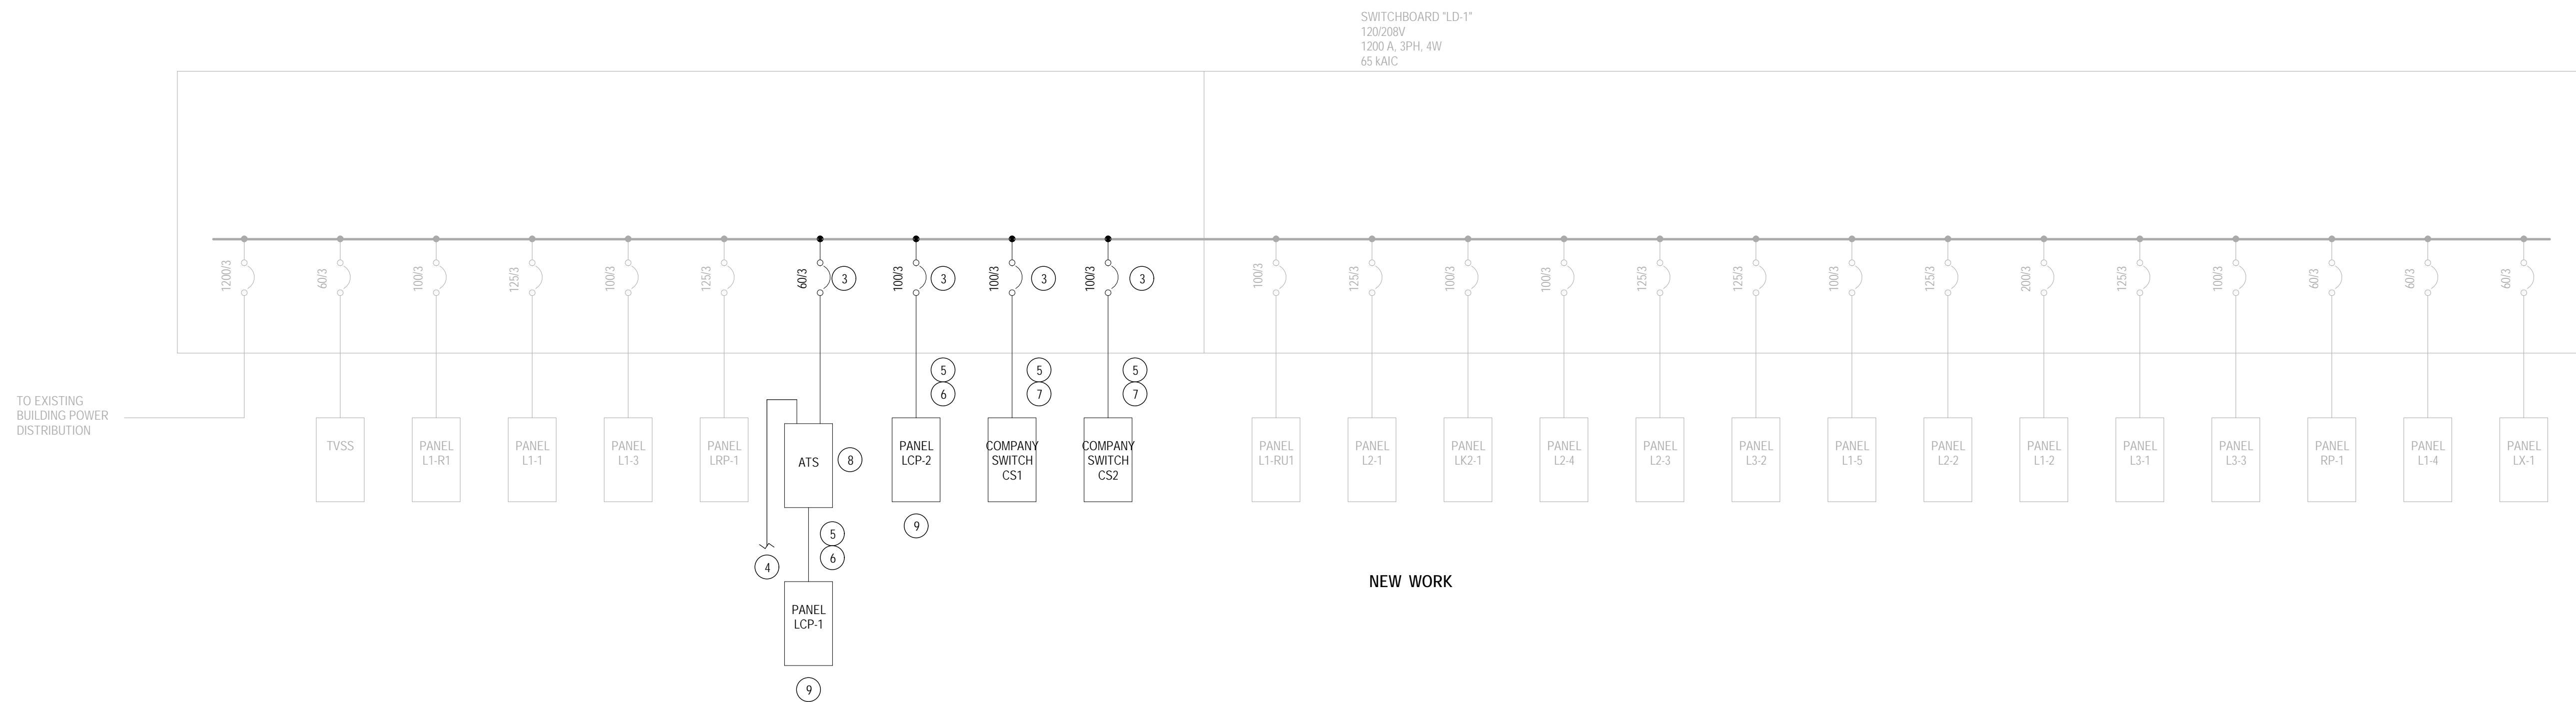 SWITCHBOARD "LD-1"
120/208V
1200 A, 3PH, 4W
65 kAIC
1200/3
60/3
100/3
125/3
100/3
125/3
60/3
3
100/3
3
100/3
3
100/3
3
100/3
125/3
100/3
100/3
125/3
125/3
100/3
125/3
200/3
125/3
100/3
60/3
60/3
60/3
5
6
5
7
5
7
TO EXISTING
BUILDING POWER
DISTRIBUTION
TVSS
PANEL
L1-R1
PANEL
L1-1
PANEL
L1-3
PANEL
LRP-1
ATS
8
PANEL
LCP-2
COMPANY
SWITCH
CS1
COMPANY
SWITCH
CS2
PANEL
L1-RU1
PANEL
L2-1
PANEL
LK2-1
PANEL
L2-4
PANEL
L2-3
PANEL
L3-2
PANEL
L1-5
PANEL
L2-2
PANEL
L1-2
PANEL
L3-1
PANEL
L3-3
PANEL
RP-1
PANEL
L1-4
PANEL
LX-1
9
5
6
4
NEW WORK
PANEL
LCP-1
9